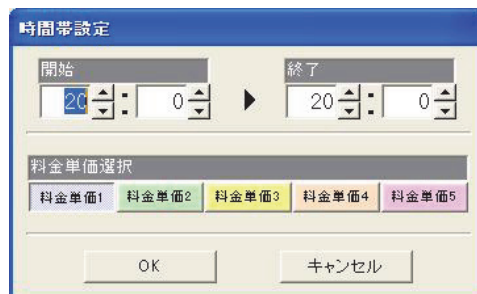 時間帯設定
開始 終了
20 : 0 ▶ 20 : 0
料金単価選択
料金単価1 料金単価2 料金単価3 料金単価4 料金単価5
OK キャンセル